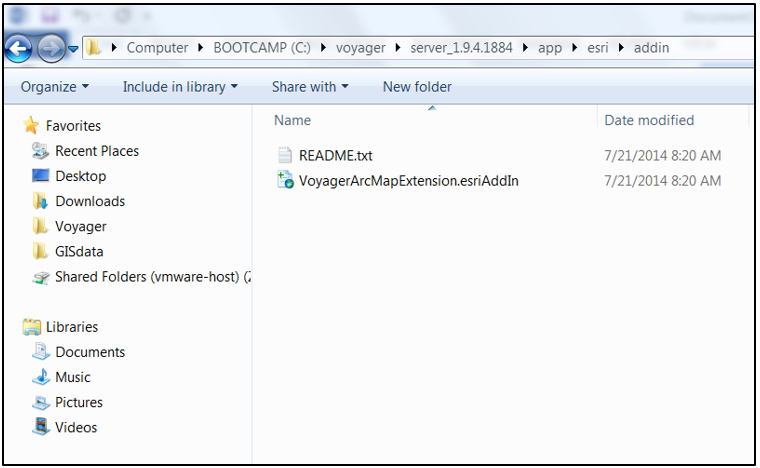 Computer BOOTCAMP (C:) voyager server_1.9.4.1884 app esri addin
Organize Include in library Share with New folder
Name Date modified
README.txt 7/21/2014 8:20 AM
VoyagerArcMapExtension.esriAddIn 7/21/2014 8:20 AM
Favorites
Recent Places
Desktop
Downloads
Voyager
GISdata
Shared Folders (vmware-host) (
Libraries
Documents
Music
Pictures
Videos